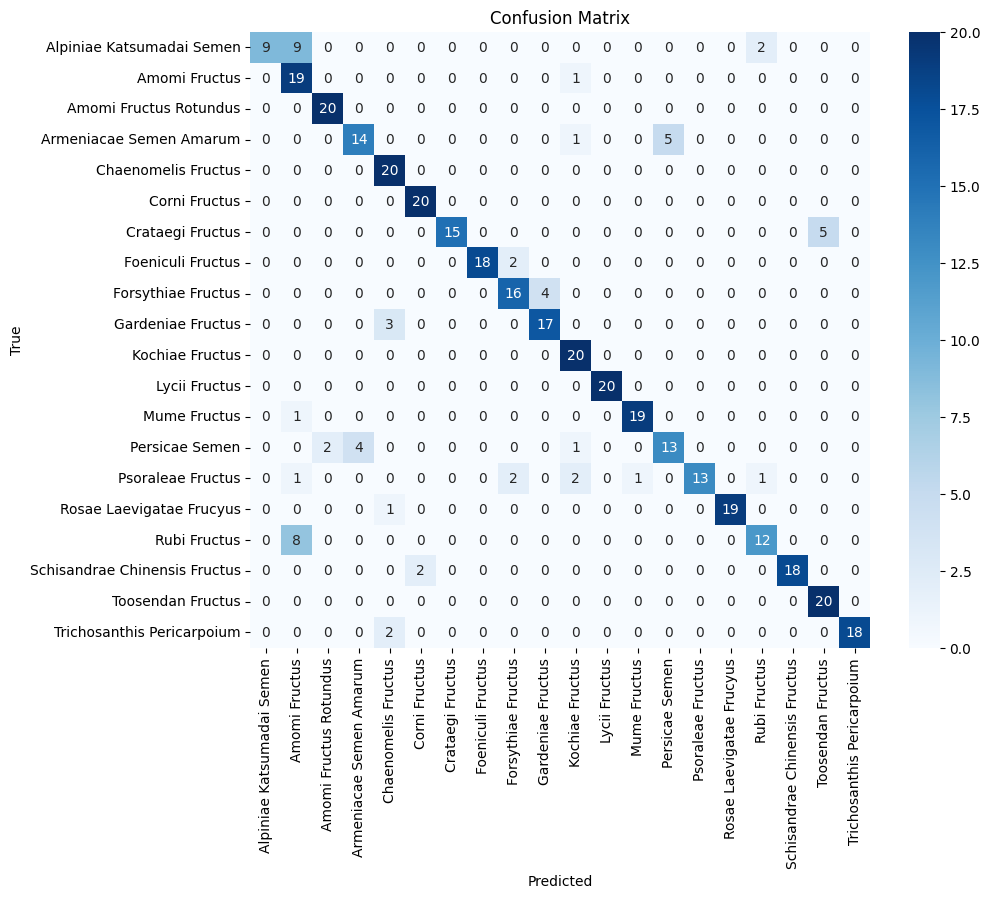 Confusion Matrix
Alpiniae Katsumadai Semen 9 9 0 0 0 0 0 0 0 0 0 0 0 0 0 0 2 0 0 0
Amomi Fructus 0 19 0 0 0 0 0 0 0 0 1 0 0 0 0 0 0 0 0 0
Amomi Fructus Rotundus 0 0 20 0 0 0 0 0 0 0 0 0 0 0 0 0 0 0 0 0
Armeniacae Semen Amarum 0 0 0 14 0 0 0 0 0 0 1 0 0 5 0 0 0 0 0 0
Chaenomelis Fructus 0 0 0 0 20 0 0 0 0 0 0 0 0 0 0 0 0 0 0 0
Corni Fructus 0 0 0 0 0 20 0 0 0 0 0 0 0 0 0 0 0 0 0 0
Crataegi Fructus 0 0 0 0 0 0 15 0 0 0 0 0 0 0 0 0 0 0 5 0
Foeniculi Fructus 0 0 0 0 0 0 0 18 2 0 0 0 0 0 0 0 0 0 0 0
Forsythiae Fructus 0 0 0 0 0 0 0 0 16 4 0 0 0 0 0 0 0 0 0 0
Gardeniae Fructus 0 0 0 0 3 0 0 0 0 17 0 0 0 0 0 0 0 0 0 0
Kochiae Fructus 0 0 0 0 0 0 0 0 0 0 20 0 0 0 0 0 0 0 0 0
Lycii Fructus 0 0 0 0 0 0 0 0 0 0 0 20 0 0 0 0 0 0 0 0
Mume Fructus 0 1 0 0 0 0 0 0 0 0 0 0 19 0 0 0 0 0 0 0
Persicae Semen 0 0 2 4 0 0 0 0 0 0 1 0 0 13 0 0 0 0 0 0
Psoraleae Fructus 0 1 0 0 0 0 0 0 2 0 2 0 1 0 13 0 1 0 0 0
Rosae Laevigatae Frucyus 0 0 0 0 1 0 0 0 0 0 0 0 0 0 0 19 0 0 0 0
Rubi Fructus 0 8 0 0 0 0 0 0 0 0 0 0 0 0 0 0 12 0 0 0
Schisandrae Chinensis Fructus 0 0 0 0 0 2 0 0 0 0 0 0 0 0 0 0 0 18 0 0
Toosendan Fructus 0 0 0 0 0 0 0 0 0 0 0 0 0 0 0 0 0 0 20 0
Trichosanthis Pericarpoium 0 0 0 0 2 0 0 0 0 0 0 0 0 0 0 0 0 0 0 18
True
Alpiniae Katsumadai Semen
Amomi Fructus
Amomi Fructus Rotundus
Armeniacae Semen Amarum
Chaenomelis Fructus
Corni Fructus
Crataegi Fructus
Foeniculi Fructus
Forsythiae Fructus
Gardeniae Fructus
Kochiae Fructus
Lycii Fructus
Mume Fructus
Persicae Semen
Psoraleae Fructus
Rosae Laevigatae Frucyus
Rubi Fructus
Schisandrae Chinensis Fructus
Toosendan Fructus
Trichosanthis Pericarpoium
Predicted
20.0
17.5
15.0
12.5
10.0
7.5
5.0
2.5
0.0